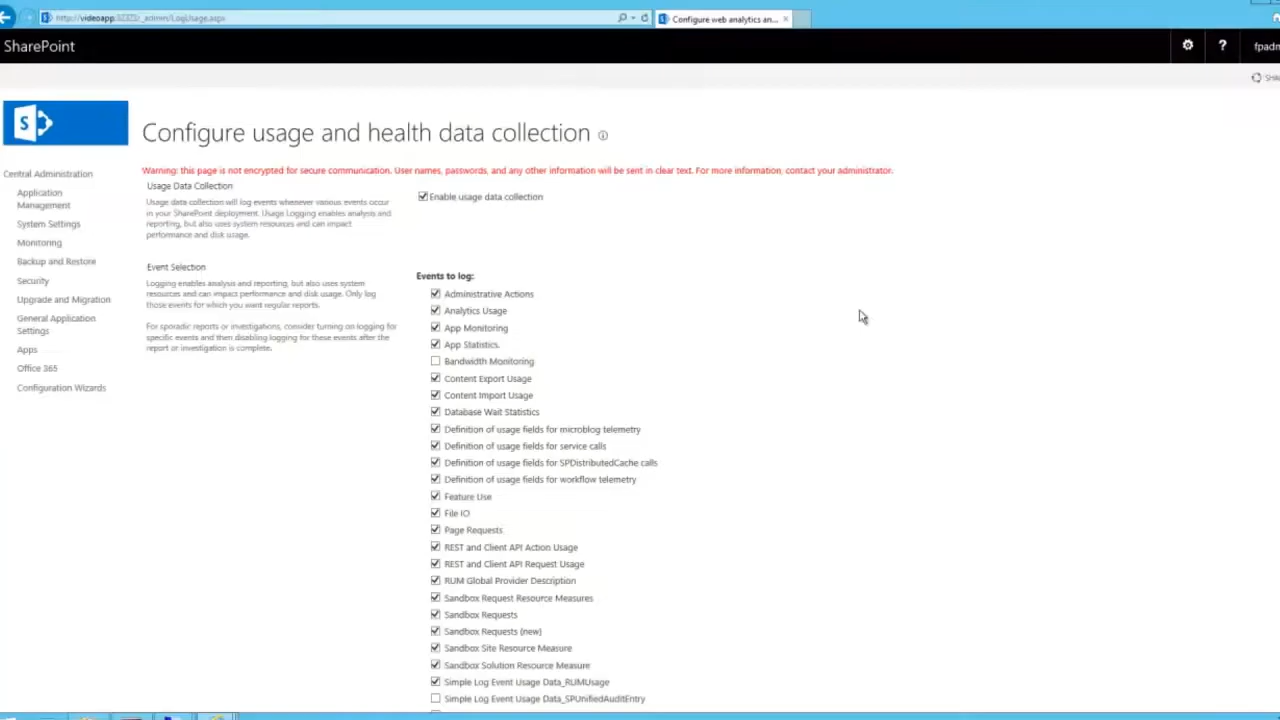 http://videoapp:32323/_admin/LogUsage.aspx
Configure web analytics an...
SharePoint
?
fpadm
SHA
Configure usage and health data collection
Warning: this page is not encrypted for secure communication. User names, passwords, and any other information will be sent in clear text. For more information, contact your administrator.
Central Administration
Application
Management
System Settings
Monitoring
Backup and Restore
Security
Upgrade and Migration
General Application
Settings
Apps
Office 365
Configuration Wizards
Usage Data Collection
Usage data collection will log events whenever various events occur
in your SharePoint deployment. Usage Logging enables analysis and
reporting, but also uses system resources and can impact
performance and disk usage.
Enable usage data collection
Event Selection
Logging enables analysis and reporting, but also uses system
resources and can impact performance and disk usage. Only log
those events for which you want regular reports.
For sporadic reports or investigations, consider turning on logging for
specific events and then disabling logging for these events after the
report or investigation is complete.
Events to log:
Administrative Actions
Analytics Usage
App Monitoring
App Statistics.
Bandwidth Monitoring
Content Export Usage
Content Import Usage
Database Wait Statistics
Definition of usage fields for microblog telemetry
Definition of usage fields for service calls
Definition of usage fields for SPDistributedCache calls
Definition of usage fields for workflow telemetry
Feature Use
File IO
Page Requests
REST and Client API Action Usage
REST and Client API Request Usage
RUM Global Provider Description
Sandbox Request Resource Measures
Sandbox Requests
Sandbox Requests (new)
Sandbox Site Resource Measure
Sandbox Solution Resource Measure
Simple Log Event Usage Data_RUMUsage
Simple Log Event Usage Data_SPUnifiedAuditEntry